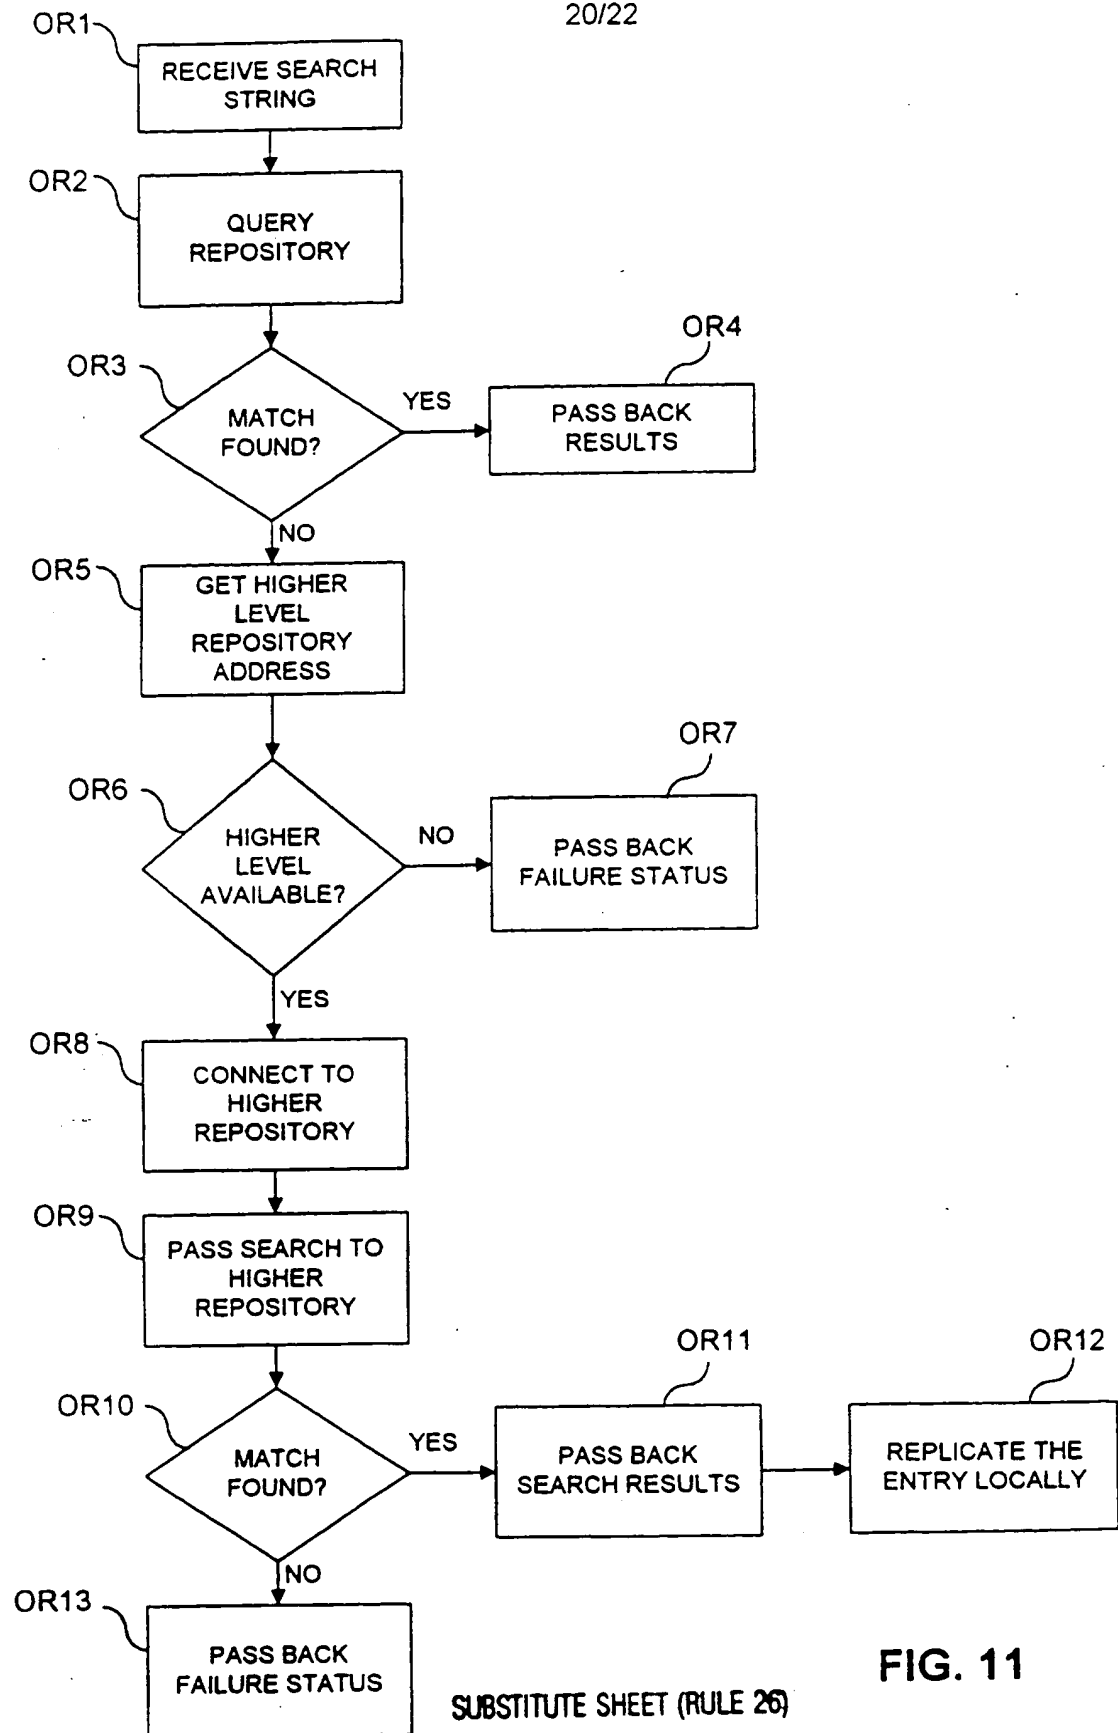 20/22
OR1
RECEIVE SEARCH
STRING
OR2
QUERY
REPOSITORY
OR3
MATCH
FOUND?
YES
OR4
PASS BACK
RESULTS
NO
OR5
GET HIGHER
LEVEL
REPOSITORY
ADDRESS
OR6
HIGHER
LEVEL
AVAILABLE?
NO
OR7
PASS BACK
FAILURE STATUS
YES
OR8
CONNECT TO
HIGHER
REPOSITORY
OR9
PASS SEARCH TO
HIGHER
REPOSITORY
OR10
MATCH
FOUND?
YES
OR11
PASS BACK
SEARCH RESULTS
OR12
REPLICATE THE
ENTRY LOCALLY
NO
OR13
PASS BACK
FAILURE STATUS
FIG. 11
SUBSTITUTE SHEET (RULE 26)